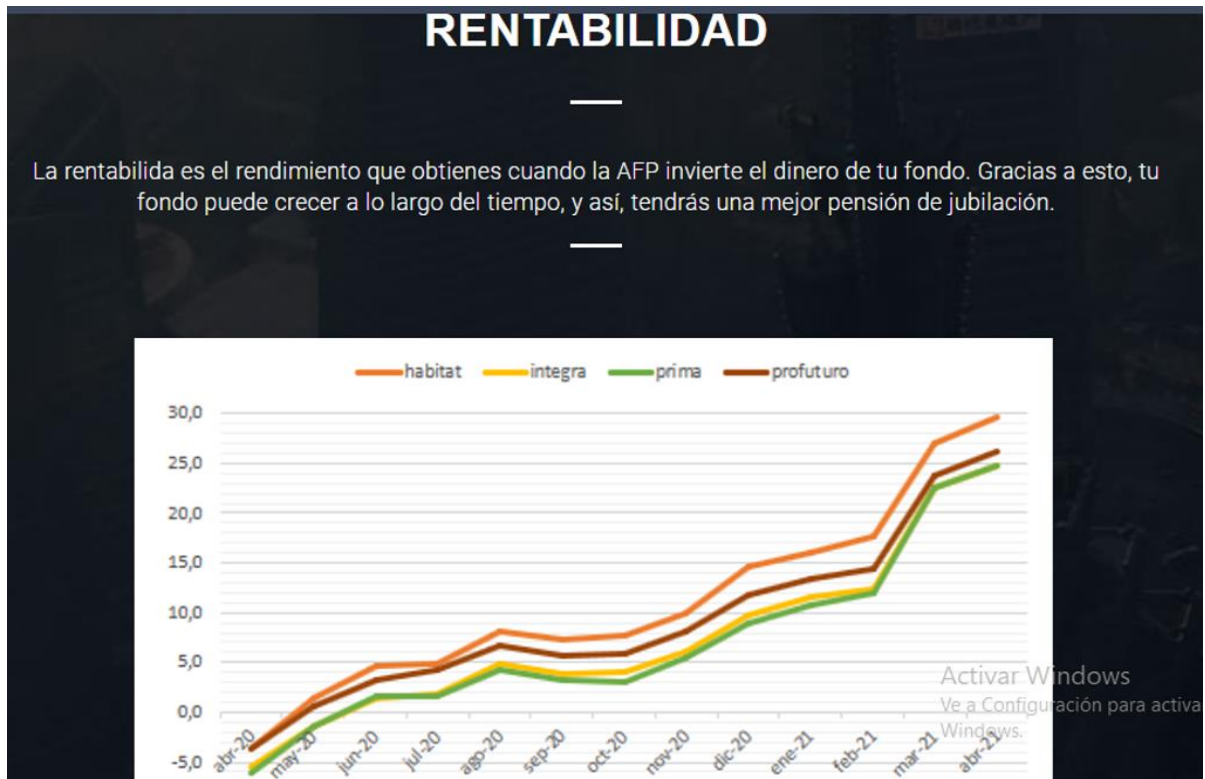 RENTABILIDAD
La rentabilida es el rendimiento que obtienes cuando la AFP invierte el dinero de tu fondo. Gracias a esto, tu
fondo puede crecer a lo largo del tiempo, y así, tendrás una mejor pensión de jubilación.
habitat integra prima profuturo
30,0
25,0
20,0
15,0
10,0
5,0
0,0
-5,0
abr-20 may-20 jun-20 jul-20 ago-20 sep-20 oct-20 nov-20 dic-20 ene-21 feb-21 mar-21 abr-21
Activar Windows
Ve a Configuración para activa
Windows.